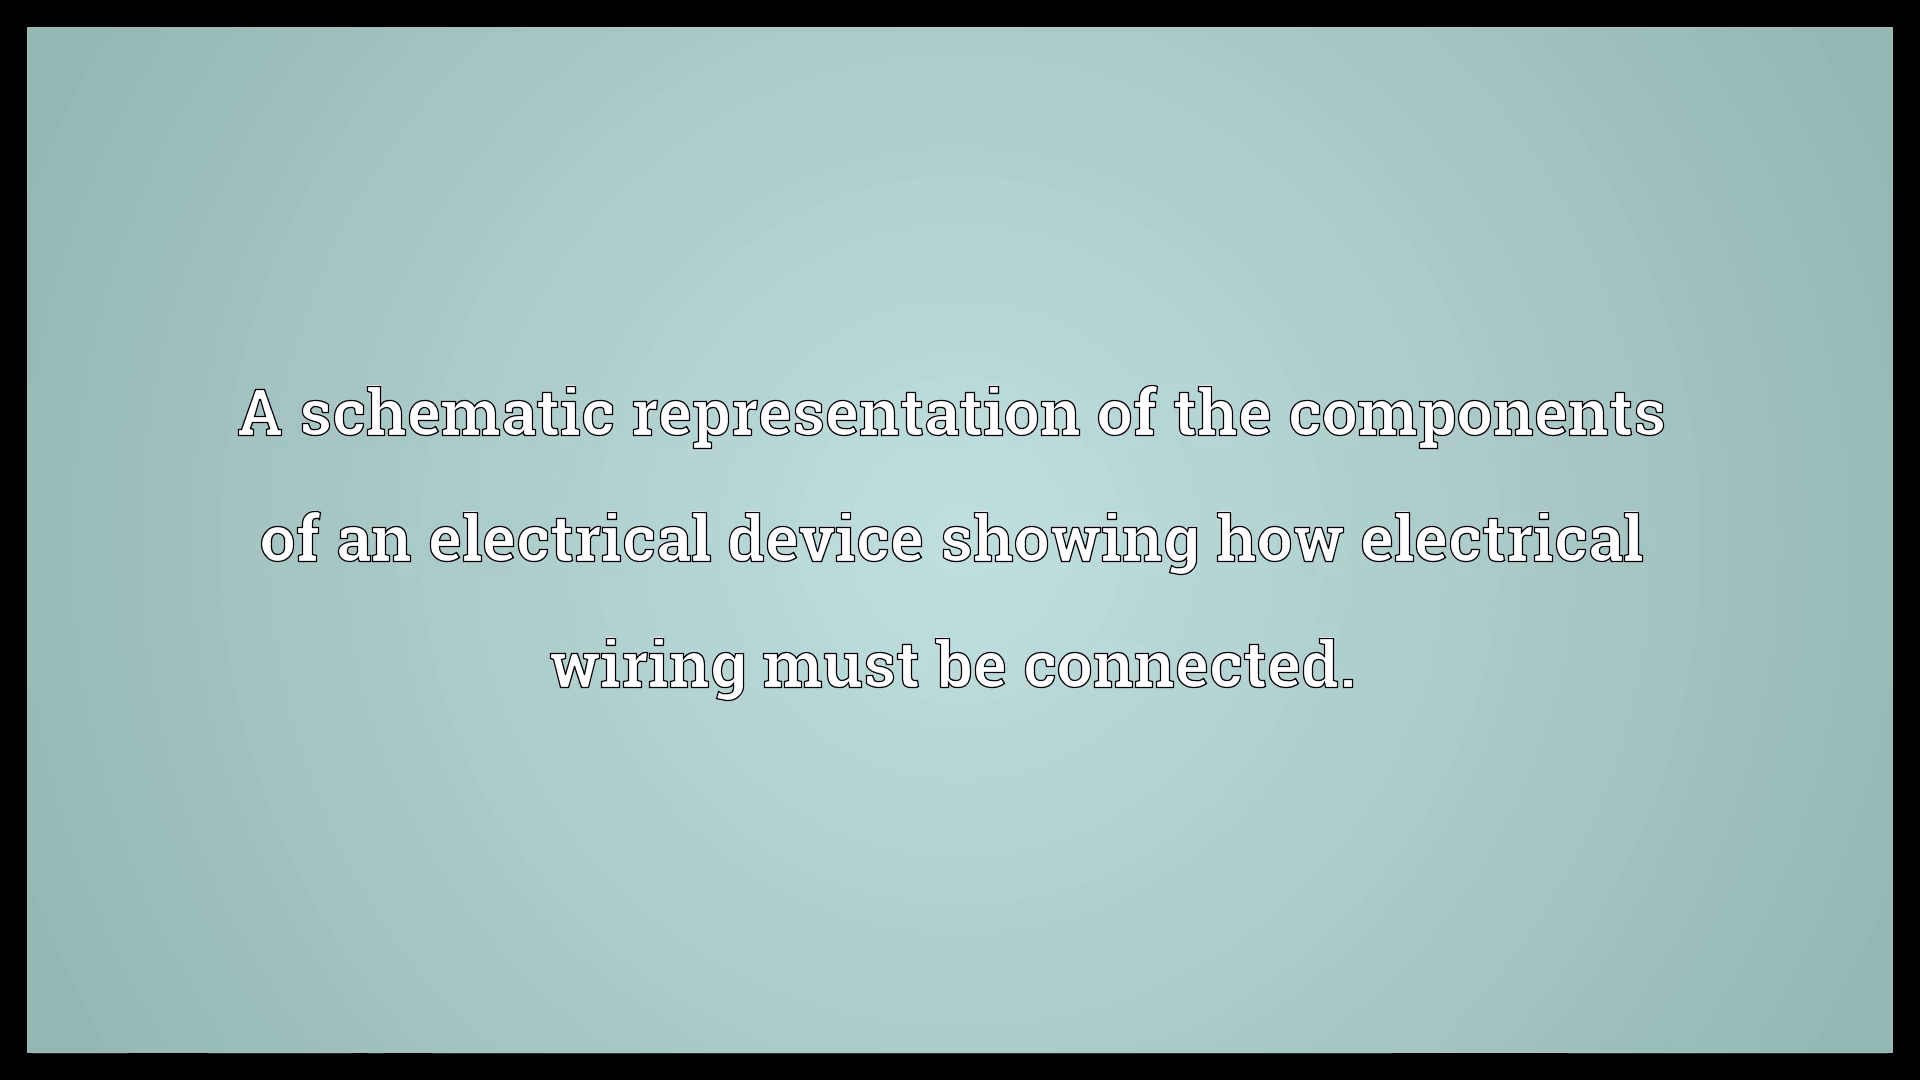 A schematic representation of the components
of an electrical device showing how electrical
wiring must be connected.